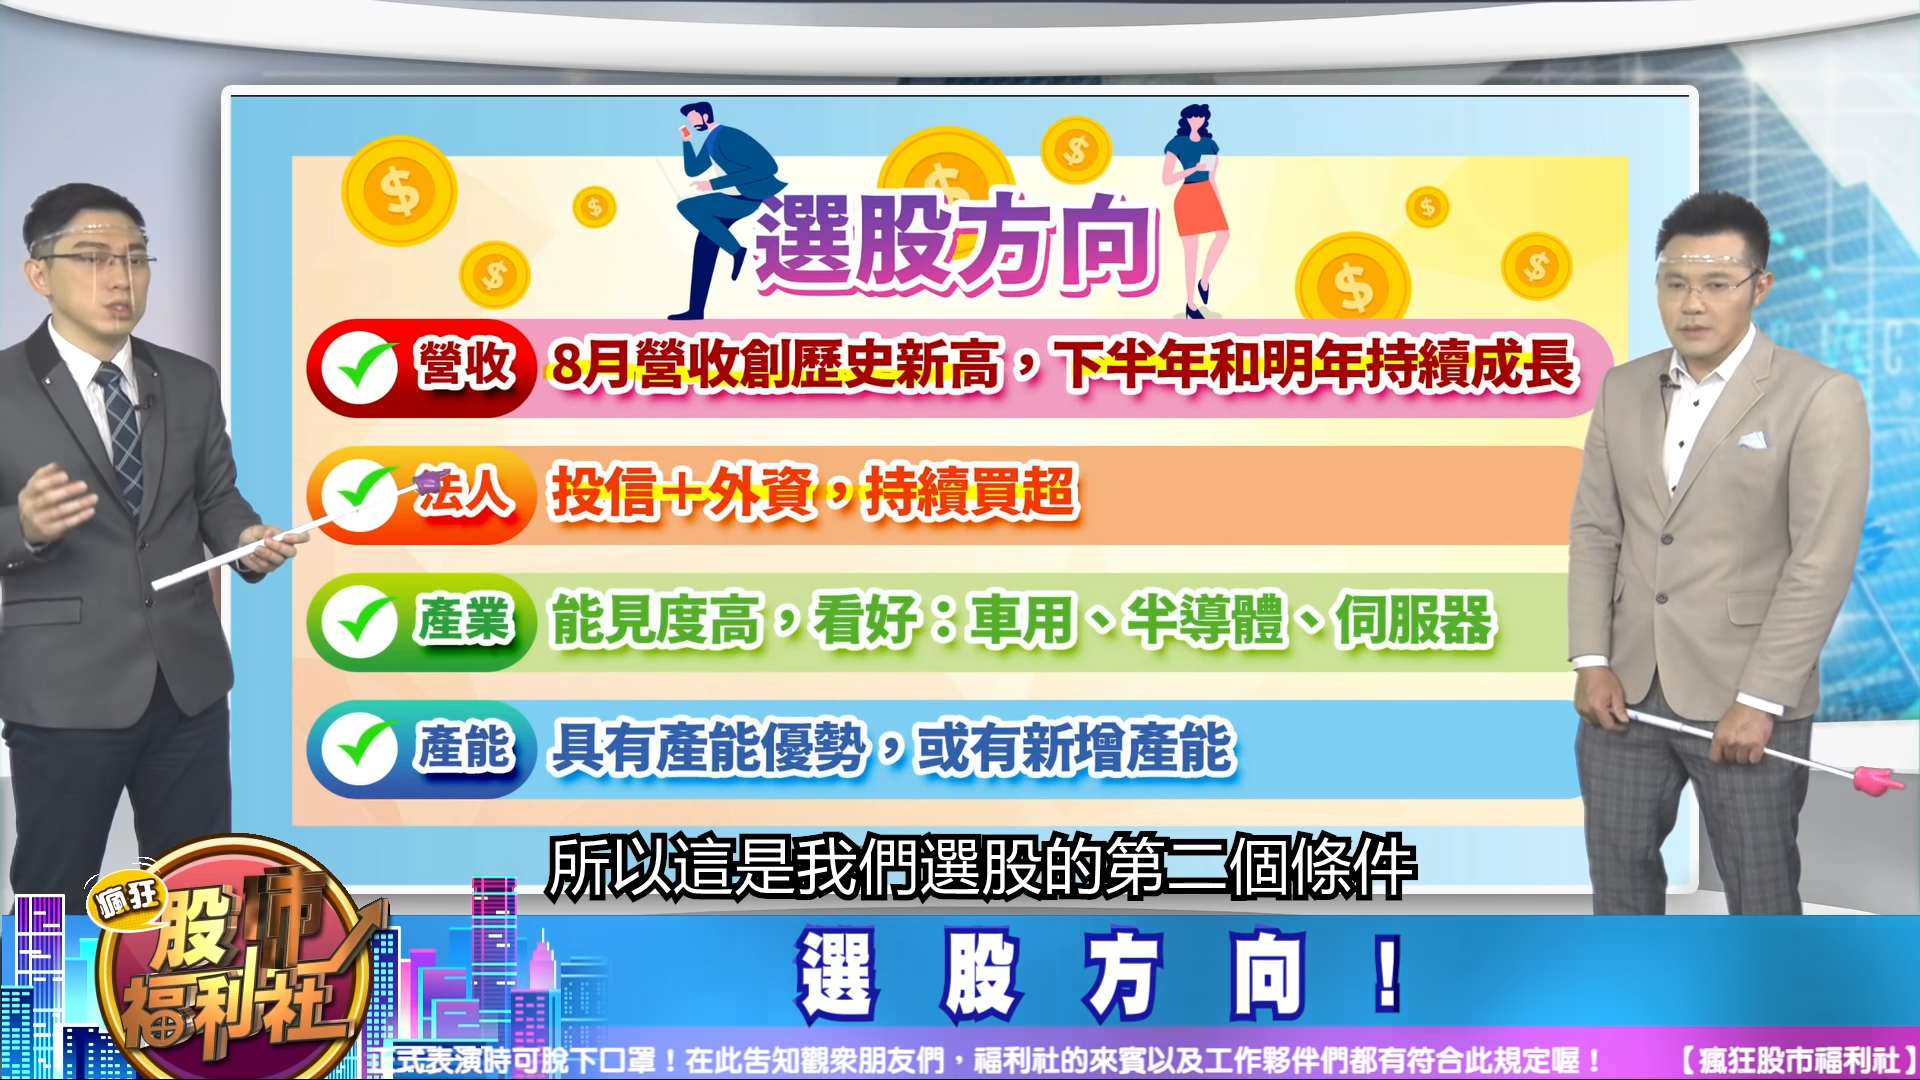 選股方向
營收 8月營收創歷史新高，下半年和明年持續成長
法人 投信＋外資，持續買超
產業 能見度高，看好：車用、半導體、伺服器
產能 具有產能優勢，或有新增產能
所以這是我們選股的第二個條件
瘋狂
股市
福利社
選股方向！
正式表演時可脫下口罩！在此告知觀眾朋友們，福利社的來賓以及工作夥伴們都有符合此規定喔！ 【瘋狂股市福利社】